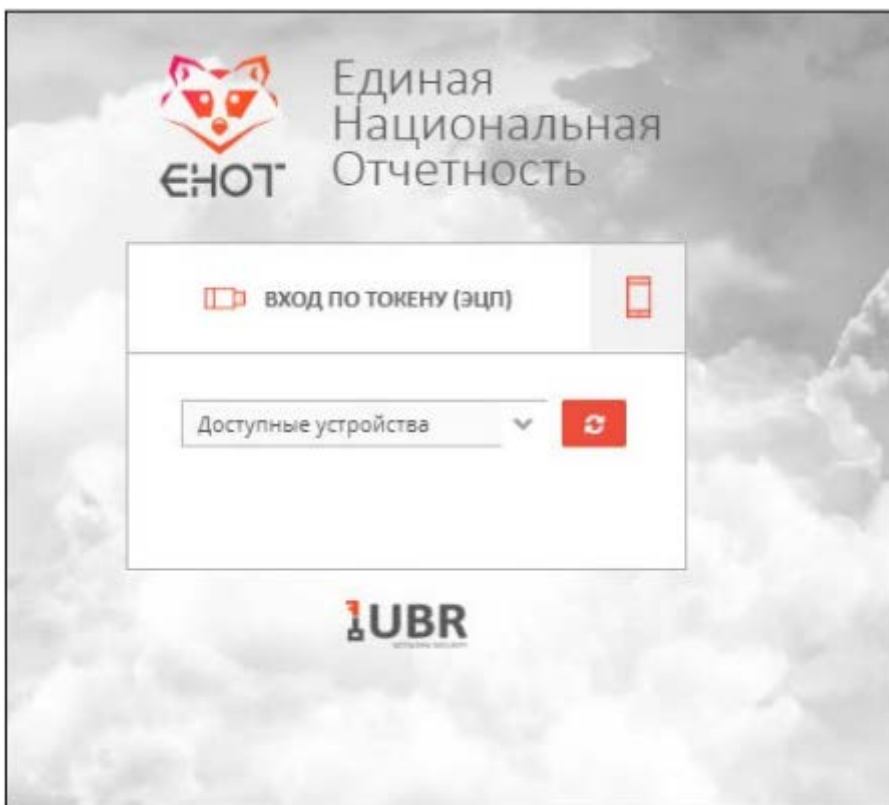 Единая
Национальная
Отчетность
ЕНОТ
ВХОД ПО ТОКЕНУ (ЭЦП)
Доступные устройства
UBR